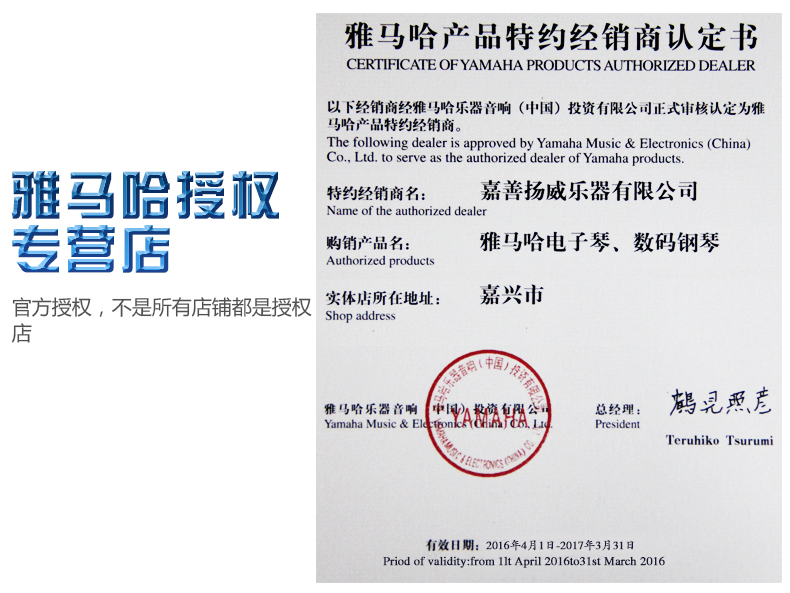 雅马哈授权
专营店
官方授权，不是所有店铺都是授权
店
雅马哈产品特约经销商认定书
CERTIFICATE OF YAMAHA PRODUCTS AUTHORIZED DEALER
以下经销商经雅马哈乐器音响（中国）投资有限公司正式审核认定为雅
马哈产品特约经销商。
The following dealer is approved by Yamaha Music & Electronics (China)
Co., Ltd. to serve as the authorized dealer of Yamaha products.
特约经销商名： 嘉善扬威乐器有限公司
Name of the authorized dealer
购销产品名： 雅马哈电子琴、数码钢琴
Authorized products
实体店所在地址： 嘉兴市
Shop address
雅马哈乐器音响（中国）投资有限公司
YAMAHA
YAMAHA MUSIC & ELECTRONICS (CHINA) CO.
雅马哈乐器音响 （中国）投资有限公司
Yamaha Music & Electronics (China) Co., Ltd.
总经理： 鶴見照彦
President
Teruhiko Tsurumi
有效日期：2016年4月1日-2017年3月31日
Priod of validity:from 1lt April 2016to31st March 2016